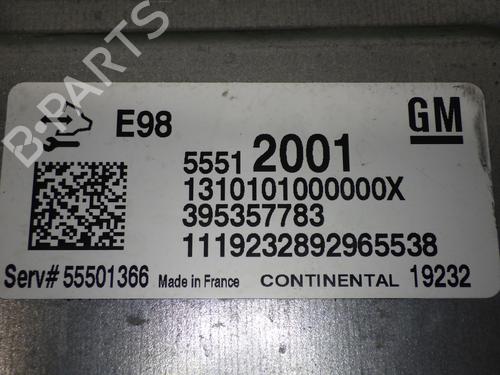 B-PARTS
E98
GM
5551 2001
1310101000000X
395357783
1119232892965538
Serv# 55501366 Made in France CONTINENTAL 19232